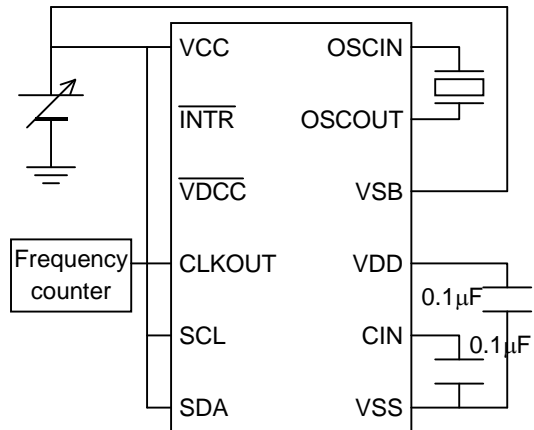 VCC
OSCIN
INTR
OSCOUT
VDCC
VSB
Frequency
counter
CLKOUT
VDD
0.1μF
SCL
CIN
0.1μF
SDA
VSS